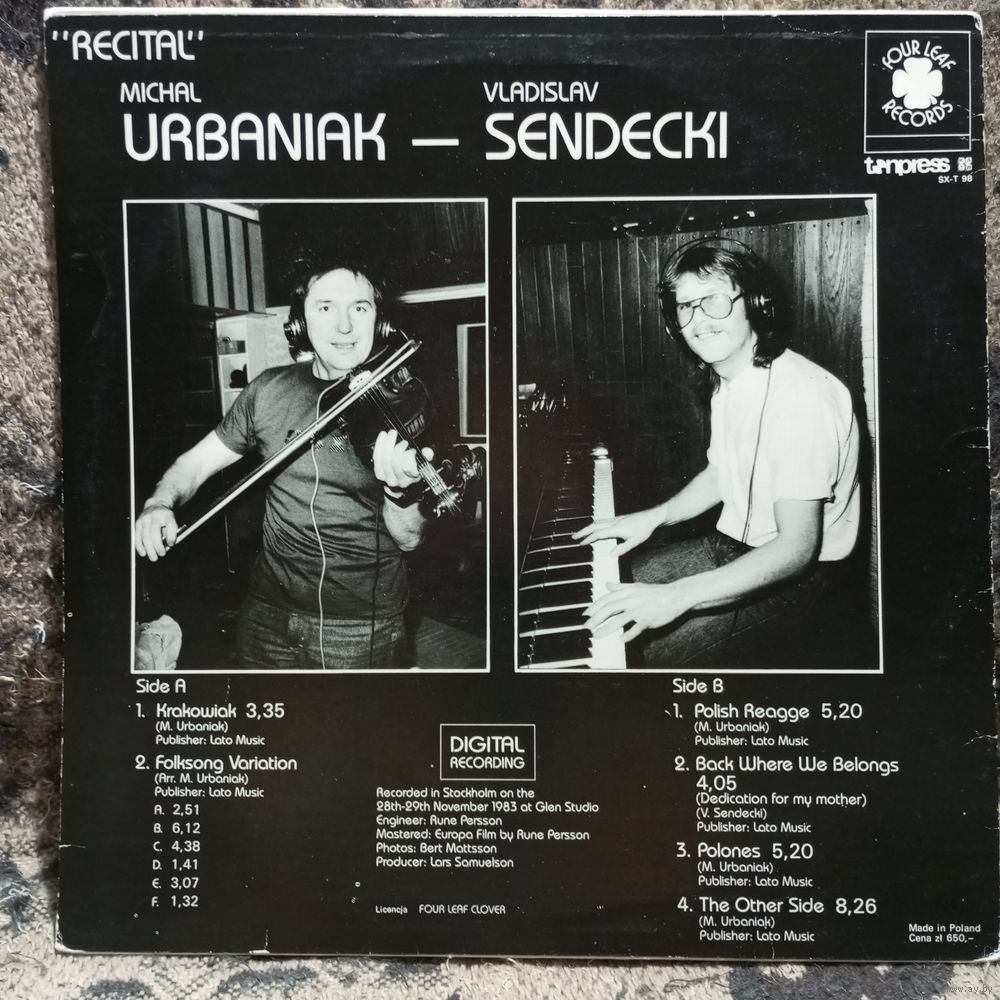 "RECITAL"
MICHAL
URBANIAK —
VLADISLAV
SENDECKI
FOUR LEAF
RECORDS
tonpress
SX-T 98
Side A
1. Krakowiak 3,35
(M. Urbaniak)
Publisher: Lato Music
2. Folksong Variation
(Arr. M. Urbaniak)
Publisher: Lato Music
A. 2,51
B. 6,12
C. 4,38
D. 1,41
E. 3,07
F. 1,32
DIGITAL
RECORDING
Recorded in Stockholm on the
28th-29th November 1983 at Glen Studio
Engineer: Rune Persson
Mastered: Europa Film by Rune Persson
Photos: Bert Mattsson
Producer: Lars Samuelson
Licencja FOUR LEAF CLOVER
Side B
1. Polish Reagge 5,20
(M. Urbaniak)
Publisher: Lato Music
2. Back Where We Belongs
4,05
(Dedication for my mother)
(V. Sendecki)
Publisher: Lato Music
3. Polones 5,20
(M. Urbaniak)
Publisher: Lato Music
4. The Other Side 8,26
(M. Urbaniak)
Publisher: Lato Music
Made in Poland
Cena zł 650,-
www.ay.by